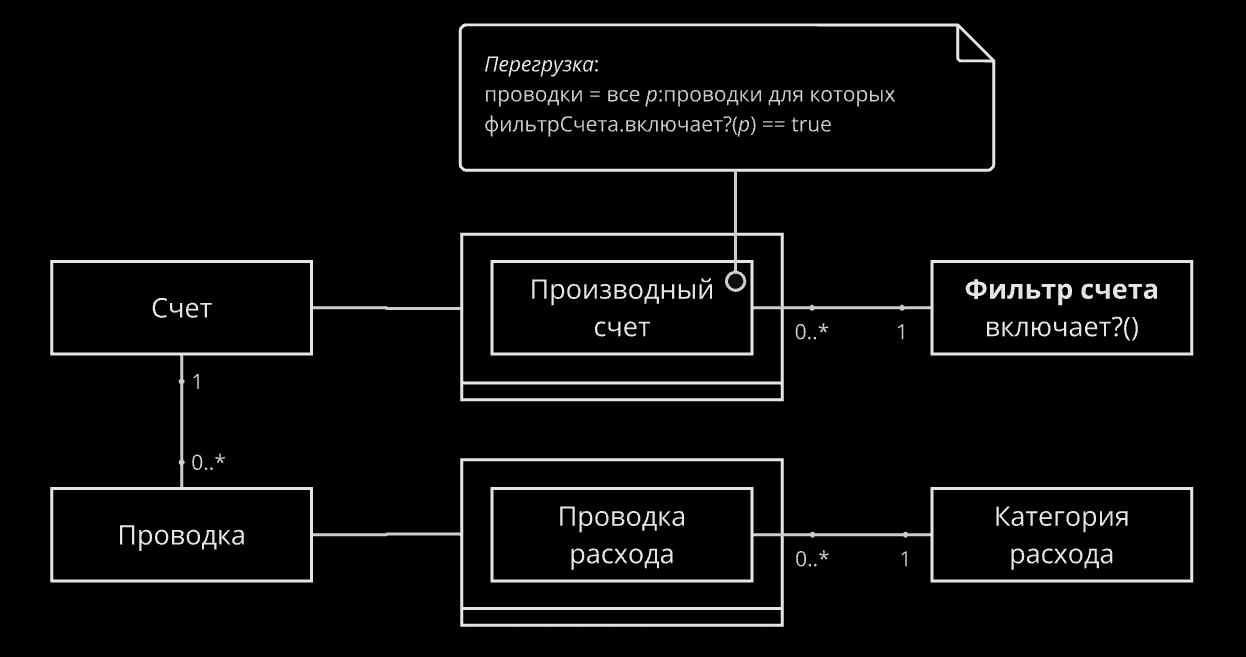 Перегрузка:
проводки = все p:проводки для которых
фильтрСчета.включает?(p) == true
Счет
Производный
счет
0..*
1
Фильтр счета
включает?()
1
0..*
Проводка
Проводка
расхода
0..*
1
Категория
расхода